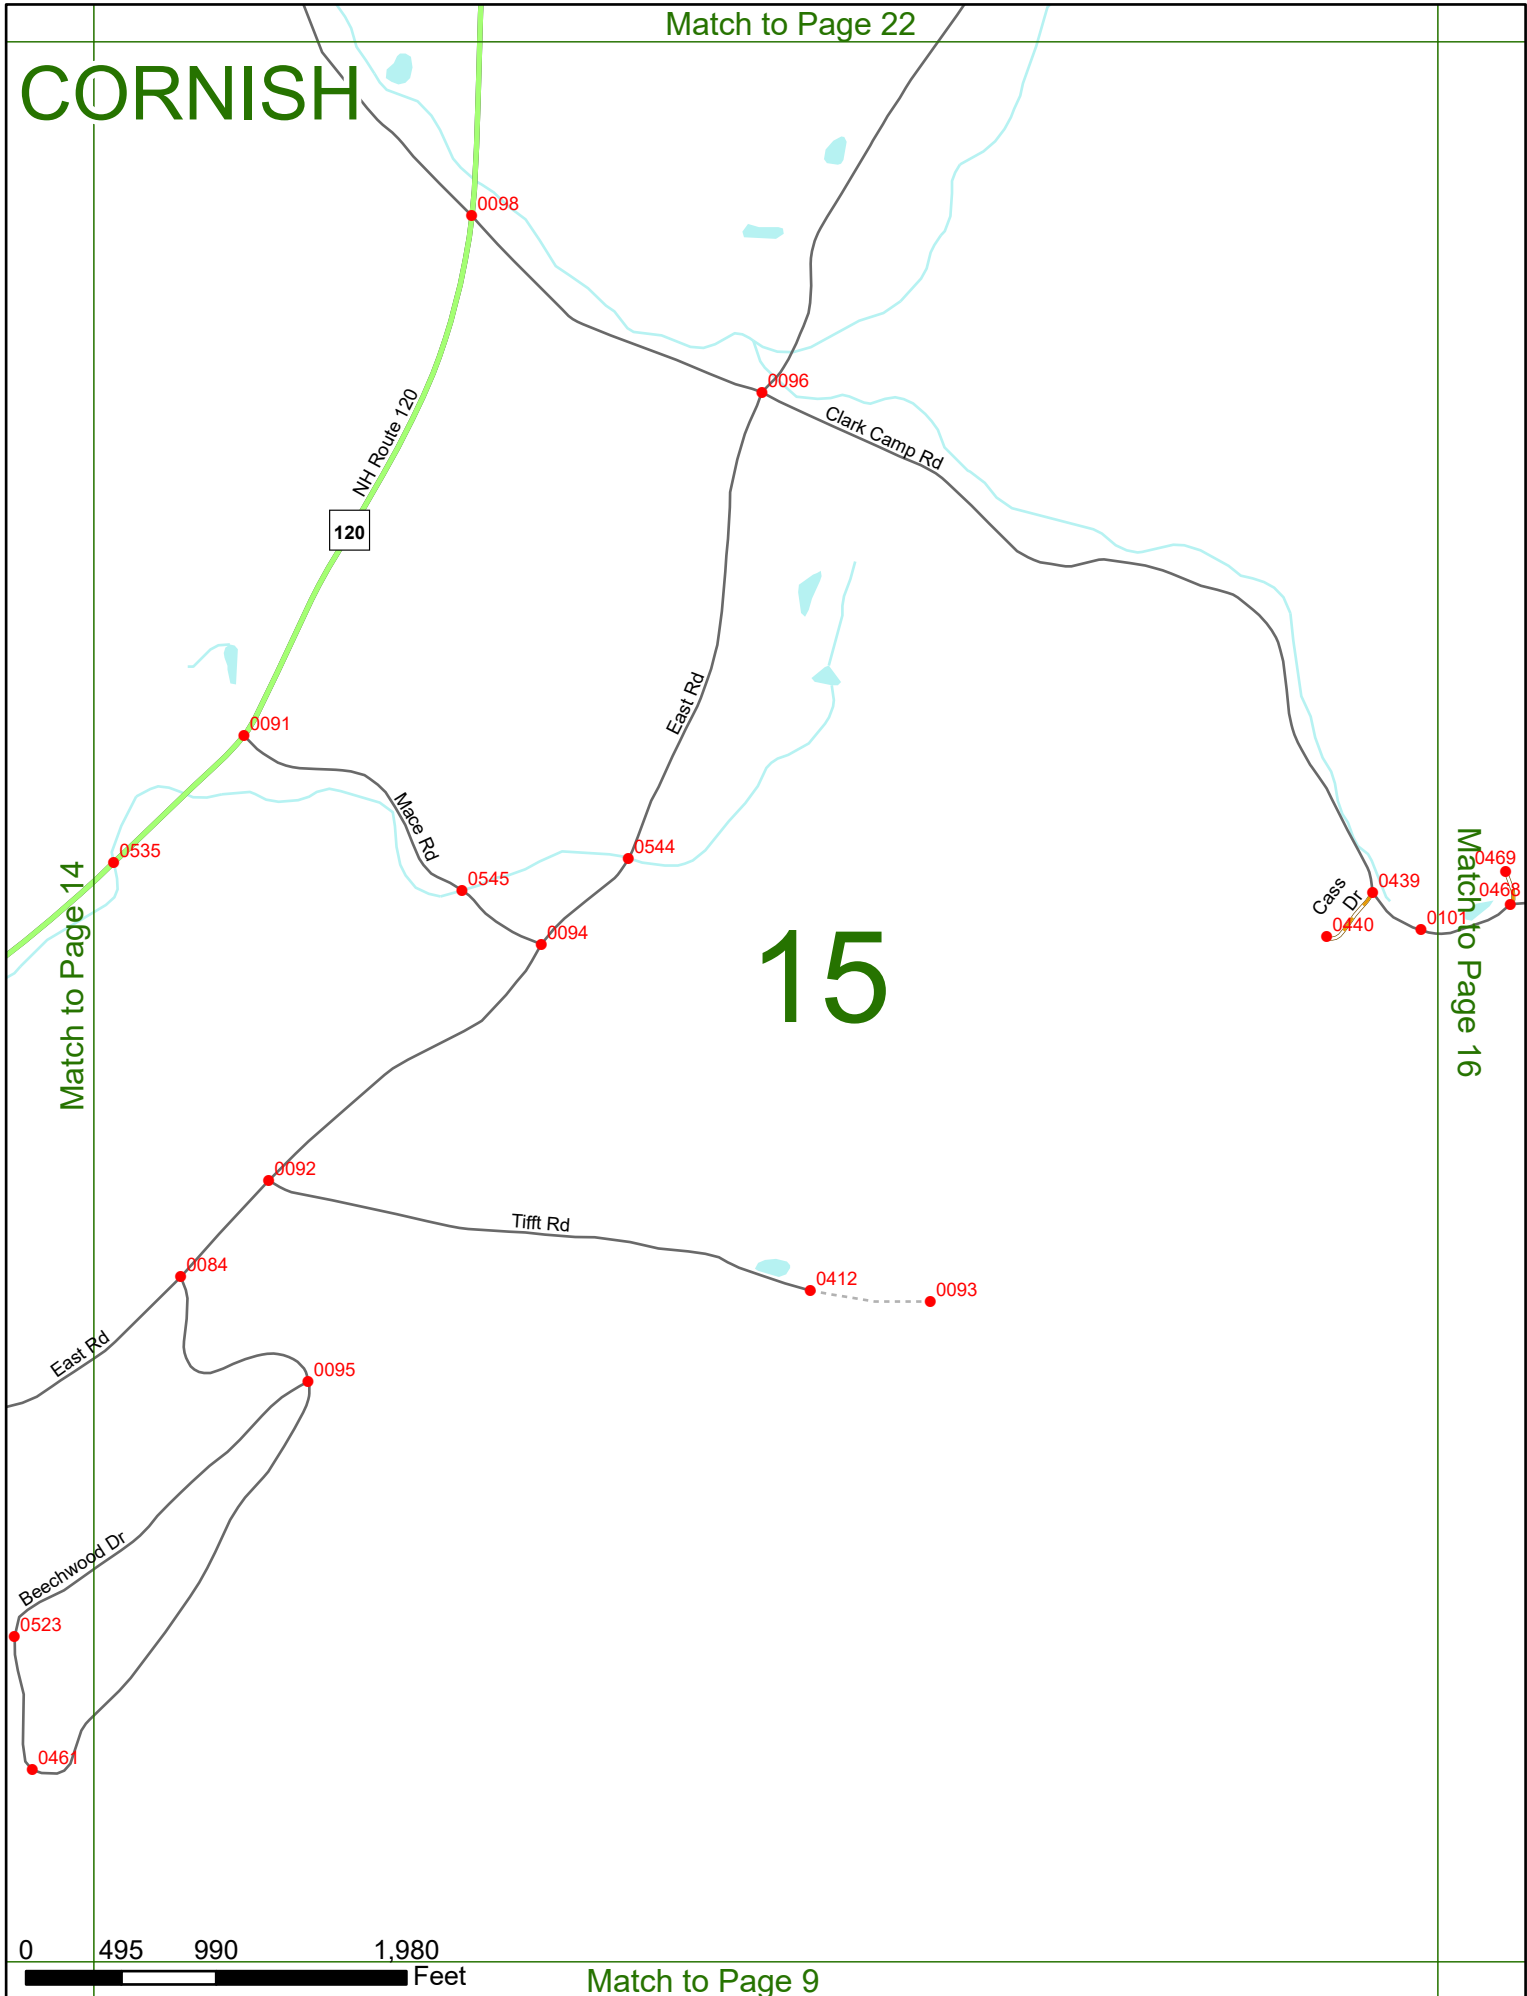 Match to Page 22
CORNISH
0098
0096
Clark Camp Rd
NH Route 120
120
East Rd
0091
Mace Rd
0535
0544
0545
0094
Match to Page 14
15
Cass
Dr
0439
0440
0101
0469
0468
Match to Page 16
0092
Tifft Rd
0084
0412
0093
East Rd
0095
Beechwood Dr
0523
0461
0 495 990 1,980
Feet
Match to Page 9